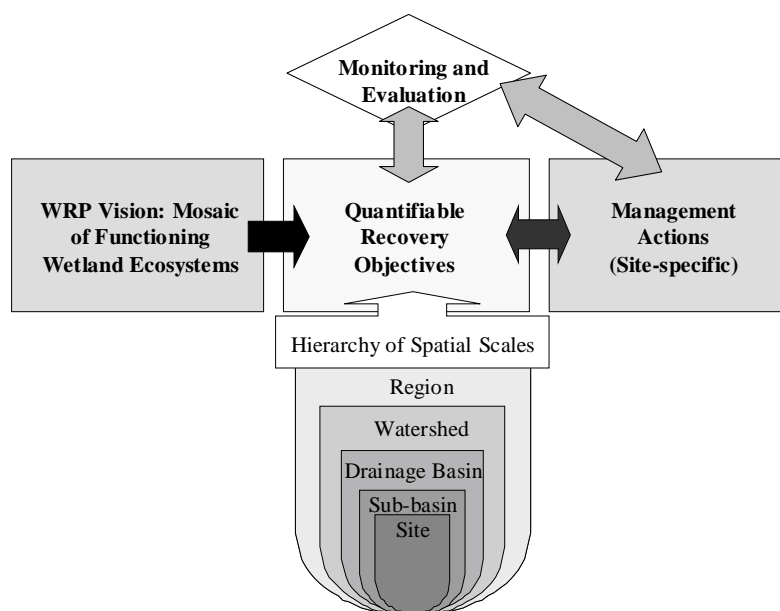 Monitoring and
Evaluation
WRP Vision: Mosaic
of Functioning
Wetland Ecosystems
Quantifiable
Recovery
Objectives
Management
Actions
(Site-specific)
Hierarchy of Spatial Scales
Region
Watershed
Drainage Basin
Sub-basin
Site